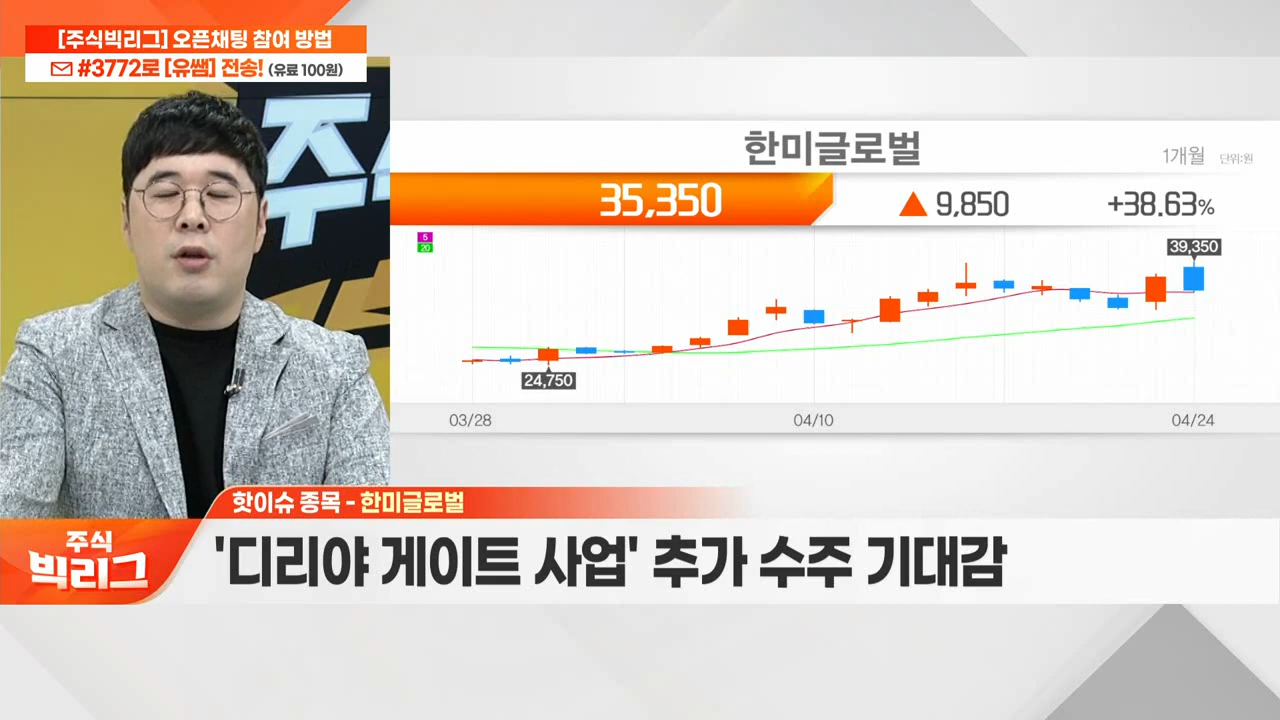 [주식빅리그] 오픈채팅 참여 방법
#3772로 [유쌤] 전송! (유료 100원)
주식
한미글로벌
1개월 단위:원
35,350 ▲ 9,850 +38.63%
5
20
39,350
24,750
03/28 04/10 04/24
핫이슈 종목 - 한미글로벌
주식
빅리그
'디리야 게이트 사업' 추가 수주 기대감